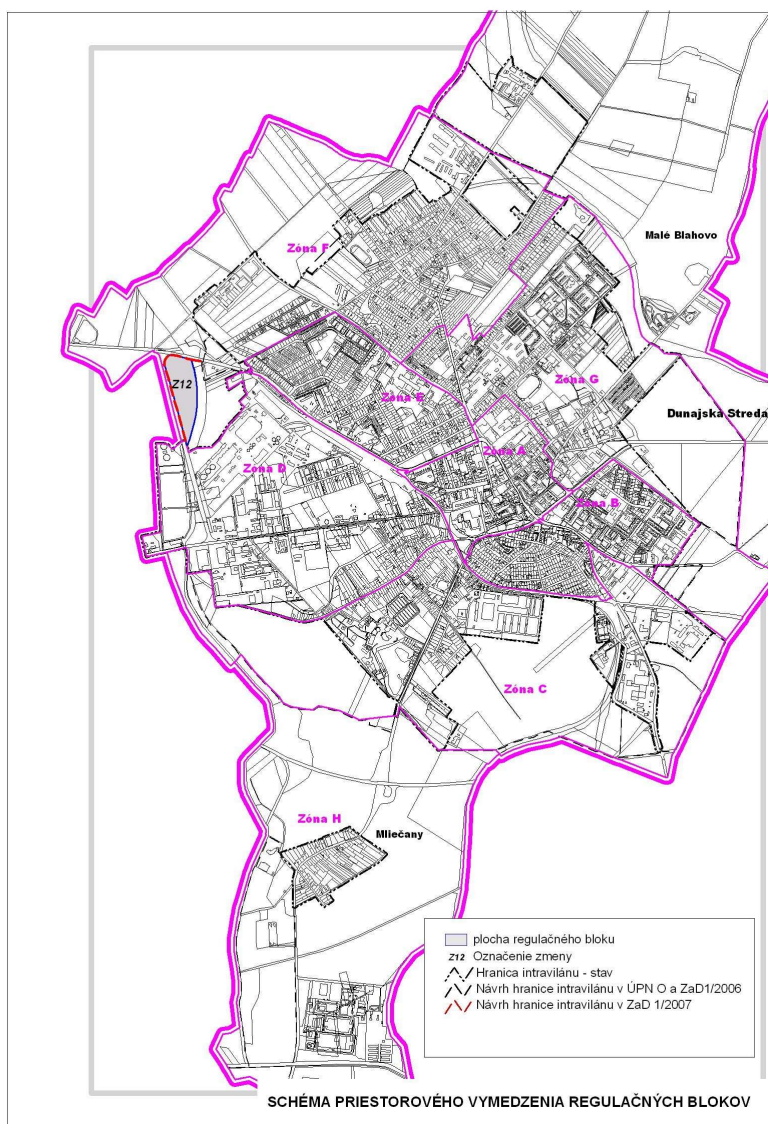 Malé Blahovo
Zóna F
Z12
Zóna G
Zóna E
Dunajská Streda
Zóna A
Zóna D
Zóna B
Zóna C
Zóna H
Mliečany
plocha regulačného bloku
Z12 Označenie zmeny
Hranica intravilánu - stav
Návrh hranice intravilánu v ÚPN O a ZaD1/2006
Návrh hranice intravilánu v ZaD 1/2007
SCHÉMA PRIESTOROVÉHO VYMEDZENIA REGULAČNÝCH BLOKOV